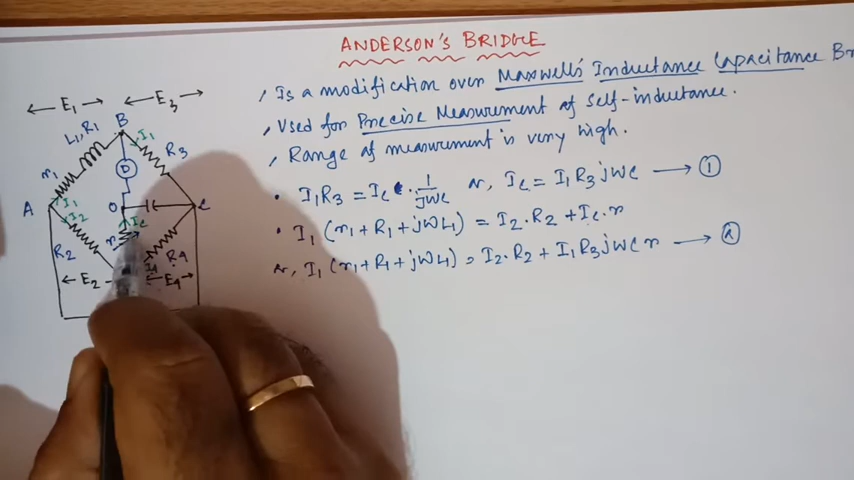 ANDERSON'S BRIDGE
, Is a modification over Maxwell's Inductance Capacitance Br
, Used for Precise Measurement of Self-inductance.
, Range of measurement is very high.
• I1R3 = Ic · 1/jωc or, Ic = I1R3jωc → ①
• I1 (r1 + R1 + jωL1) = I2·R2 + Ic·r
or, I1 (r1 + R1 + jωL1) = I2·R2 + I1R3jωc r → ②
E1 E3
B
L1, R1
I1
R3
r1
D
A
I1
I2
O
C
Ic
r
R2
R4
E2
E4